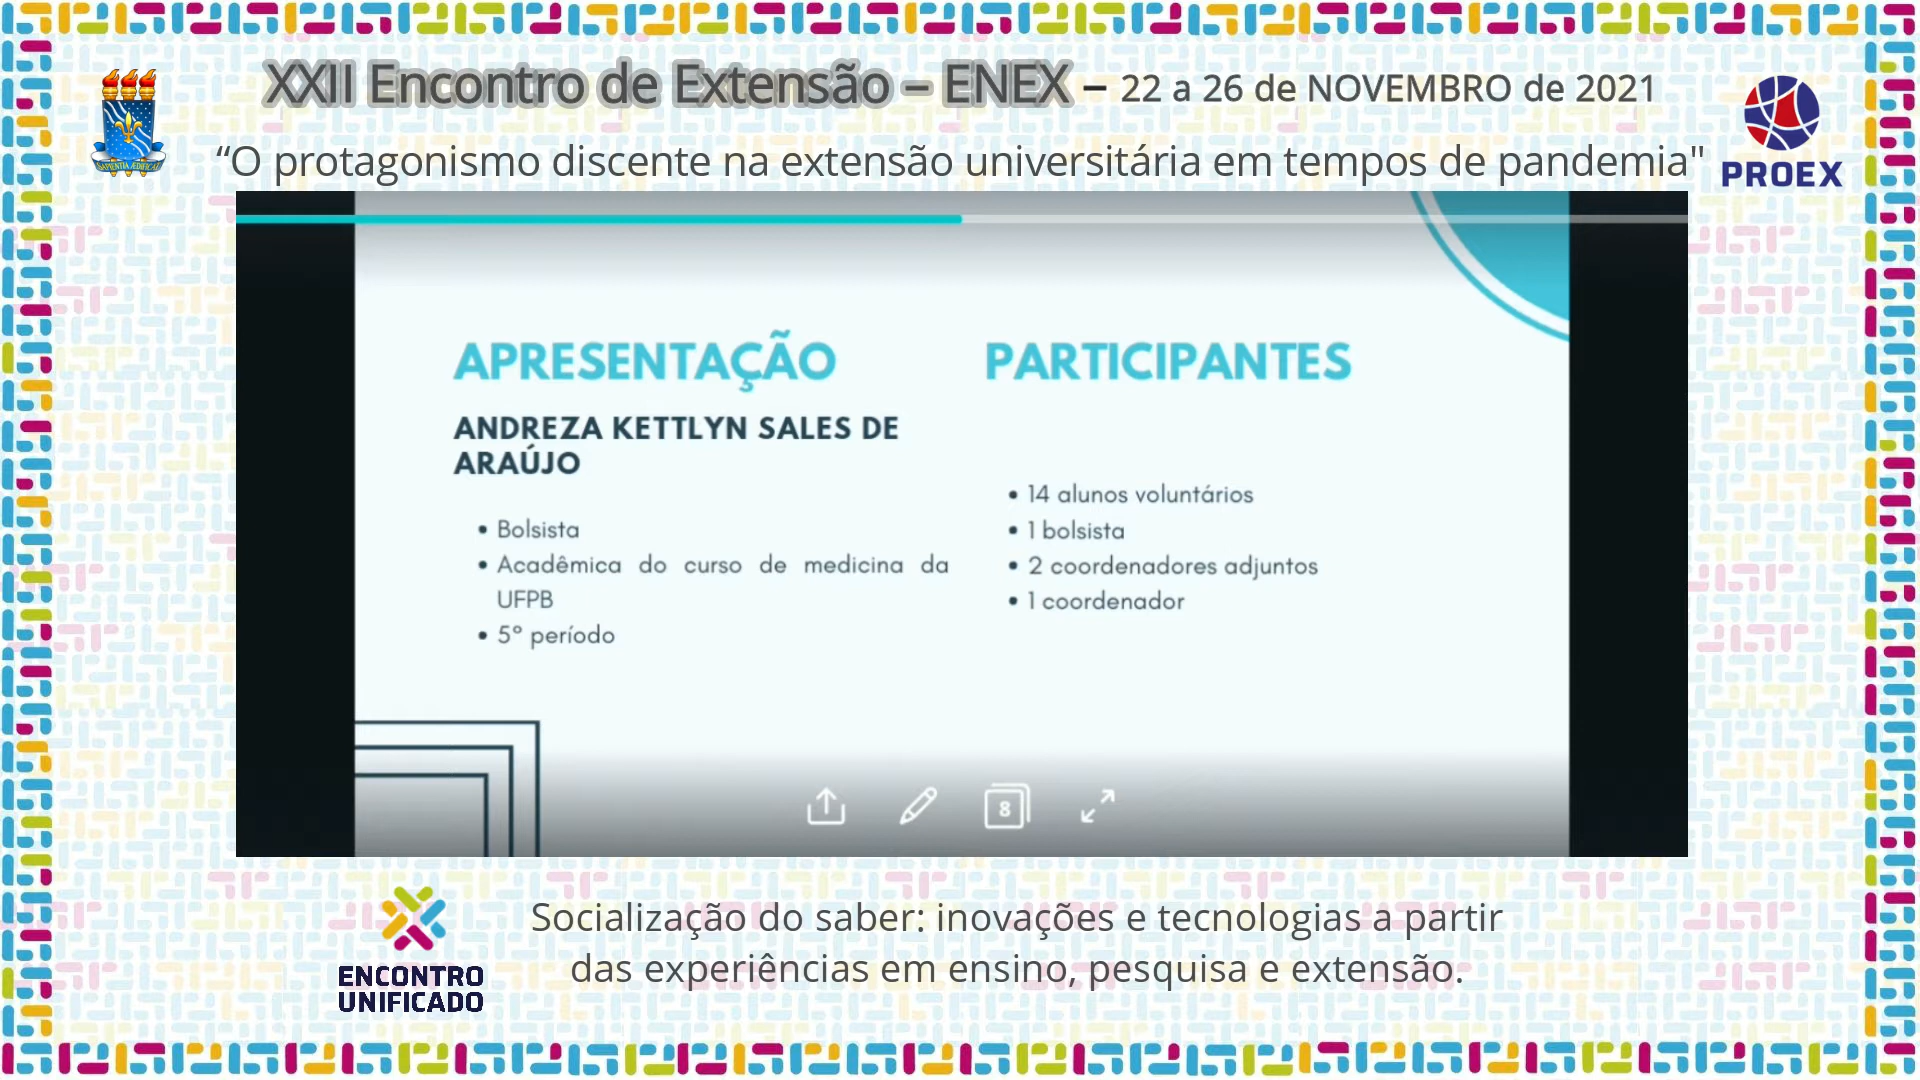 XXII Encontro de Extensão – ENEX – 22 a 26 de NOVEMBRO de 2021
“O protagonismo discente na extensão universitária em tempos de pandemia"
PROEX
APRESENTAÇÃO
ANDREZA KETTLYN SALES DE
ARAÚJO
• Bolsista
• Acadêmica do curso de medicina da
UFPB
• 5º período
PARTICIPANTES
• 14 alunos voluntários
• 1 bolsista
• 2 coordenadores adjuntos
• 1 coordenador
8
ENCONTRO
UNIFICADO
Socialização do saber: inovações e tecnologias a partir
das experiências em ensino, pesquisa e extensão.